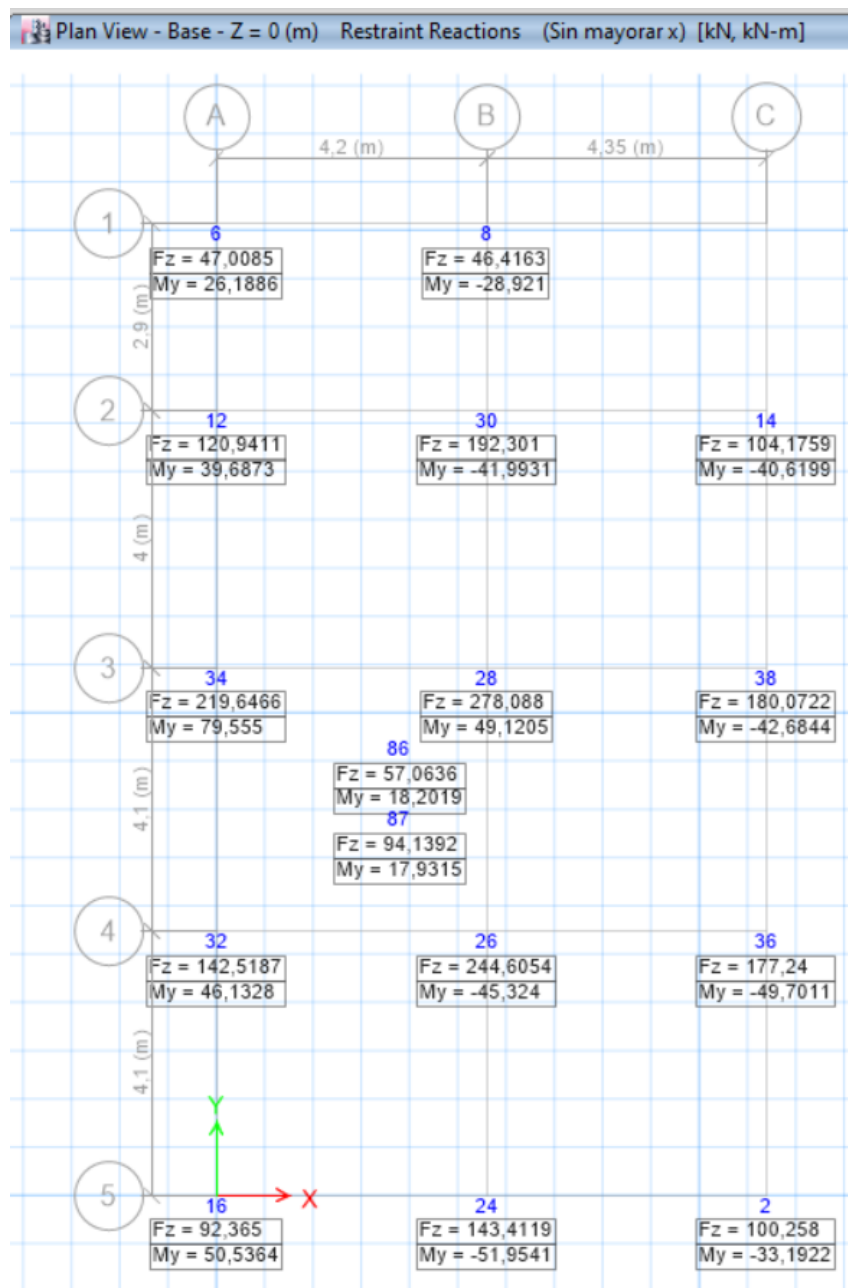 Plan View - Base - Z = 0 (m) Restraint Reactions (Sin mayorar x) [kN, kN-m]
A B C
4,2 (m) 4,35 (m)
1
6 8
Fz = 47,0085 Fz = 46,4163
My = 26,1886 My = -28,921
2,9 (m)
2
12 30 14
Fz = 120,9411 Fz = 192,301 Fz = 104,1759
My = 39,6873 My = -41,9931 My = -40,6199
4 (m)
3
34 28 38
Fz = 219,6466 Fz = 278,088 Fz = 180,0722
My = 79,555 My = 49,1205 My = -42,6844
86
Fz = 57,0636
My = 18,2019
4,1 (m)
87
Fz = 94,1392
My = 17,9315
4
32 26 36
Fz = 142,5187 Fz = 244,6054 Fz = 177,24
My = 46,1328 My = -45,324 My = -49,7011
4,1 (m)
Y
5
X
16 24 2
Fz = 92,365 Fz = 143,4119 Fz = 100,258
My = 50,5364 My = -51,9541 My = -33,1922